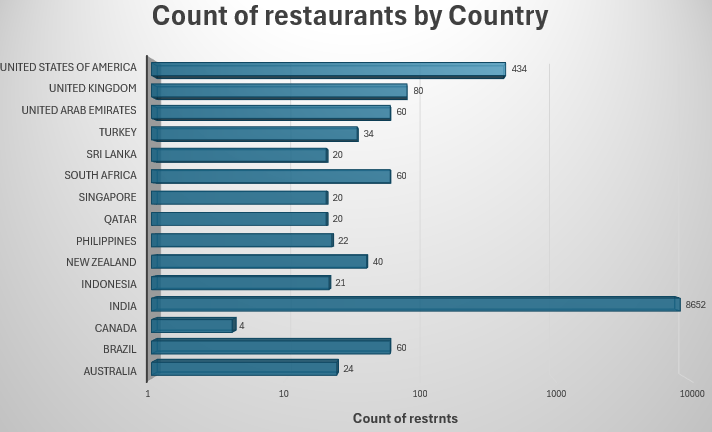 Count of restaurants by Country
UNITED STATES OF AMERICA 434
UNITED KINGDOM 80
UNITED ARAB EMIRATES 60
TURKEY 34
SRI LANKA 20
SOUTH AFRICA 60
SINGAPORE 20
QATAR 20
PHILIPPINES 22
NEW ZEALAND 40
INDONESIA 21
INDIA 8652
CANADA 4
BRAZIL 60
AUSTRALIA 24
1 10 100 1000 10000
Count of restrnts